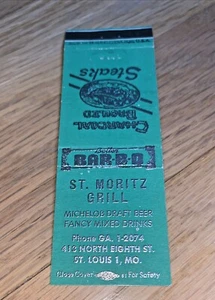 Steaks
CHARCOAL
BROILED
BAR-B-Q
ST. MORITZ
GRILL
MICHELOB DRAFT BEER
FANCY MIXED DRINKS
Phone GA. 1-2074
412 NORTH EIGHTH ST.
ST. LOUIS 1, MO.
Close Cover For Safety